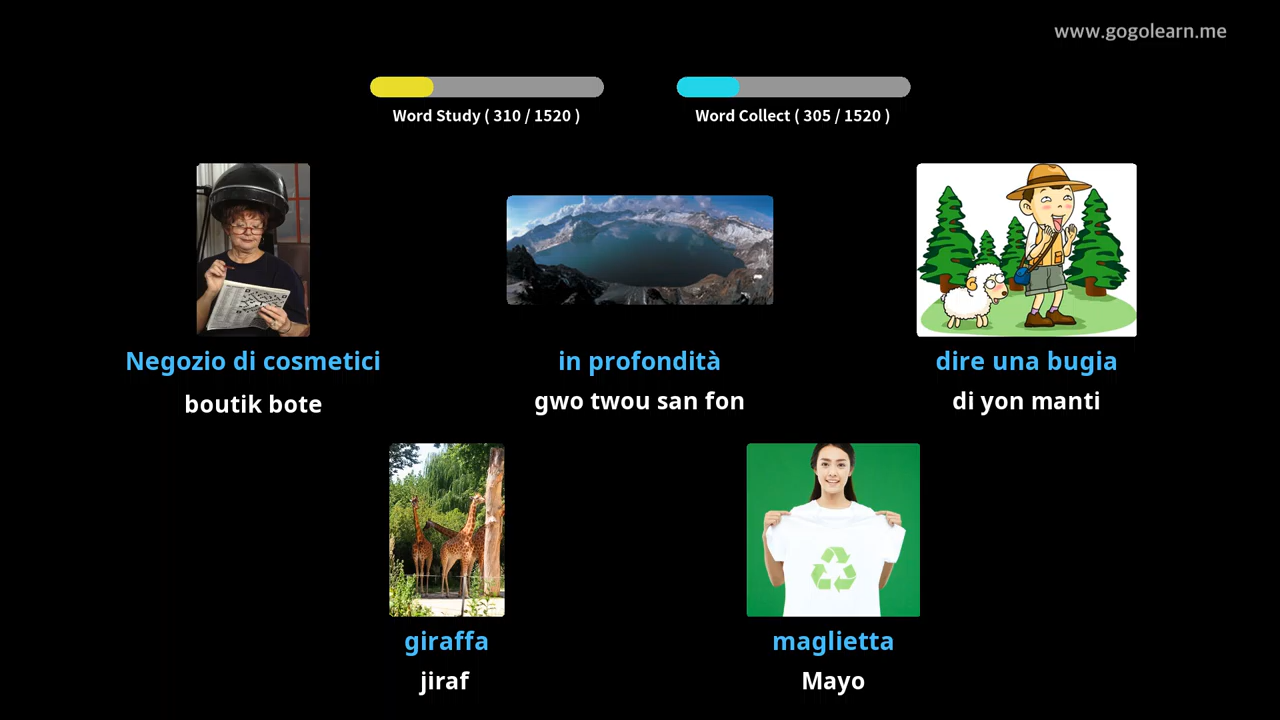 www.gogolearn.me
Word Study ( 310 / 1520 )
Word Collect ( 305 / 1520 )
Negozio di cosmetici
in profondità
dire una bugia
boutik bote
gwo twou san fon
di yon manti
giraffa
maglietta
jiraf
Mayo